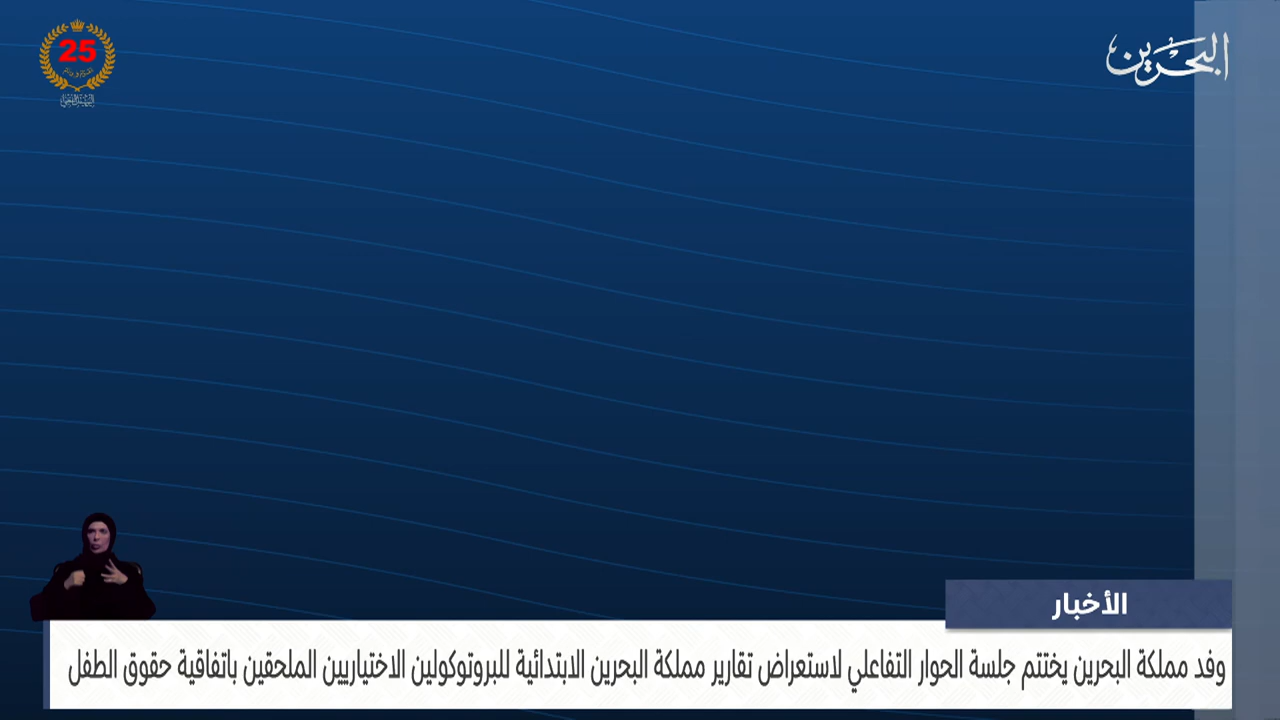 25
البحرين
الأخبار
وفد مملكة البحرين يختتم جلسة الحوار التفاعلي لاستعراض تقارير مملكة البحرين الابتدائية للبروتوكولين الاختياريين الملحقين باتفاقية حقوق الطفل